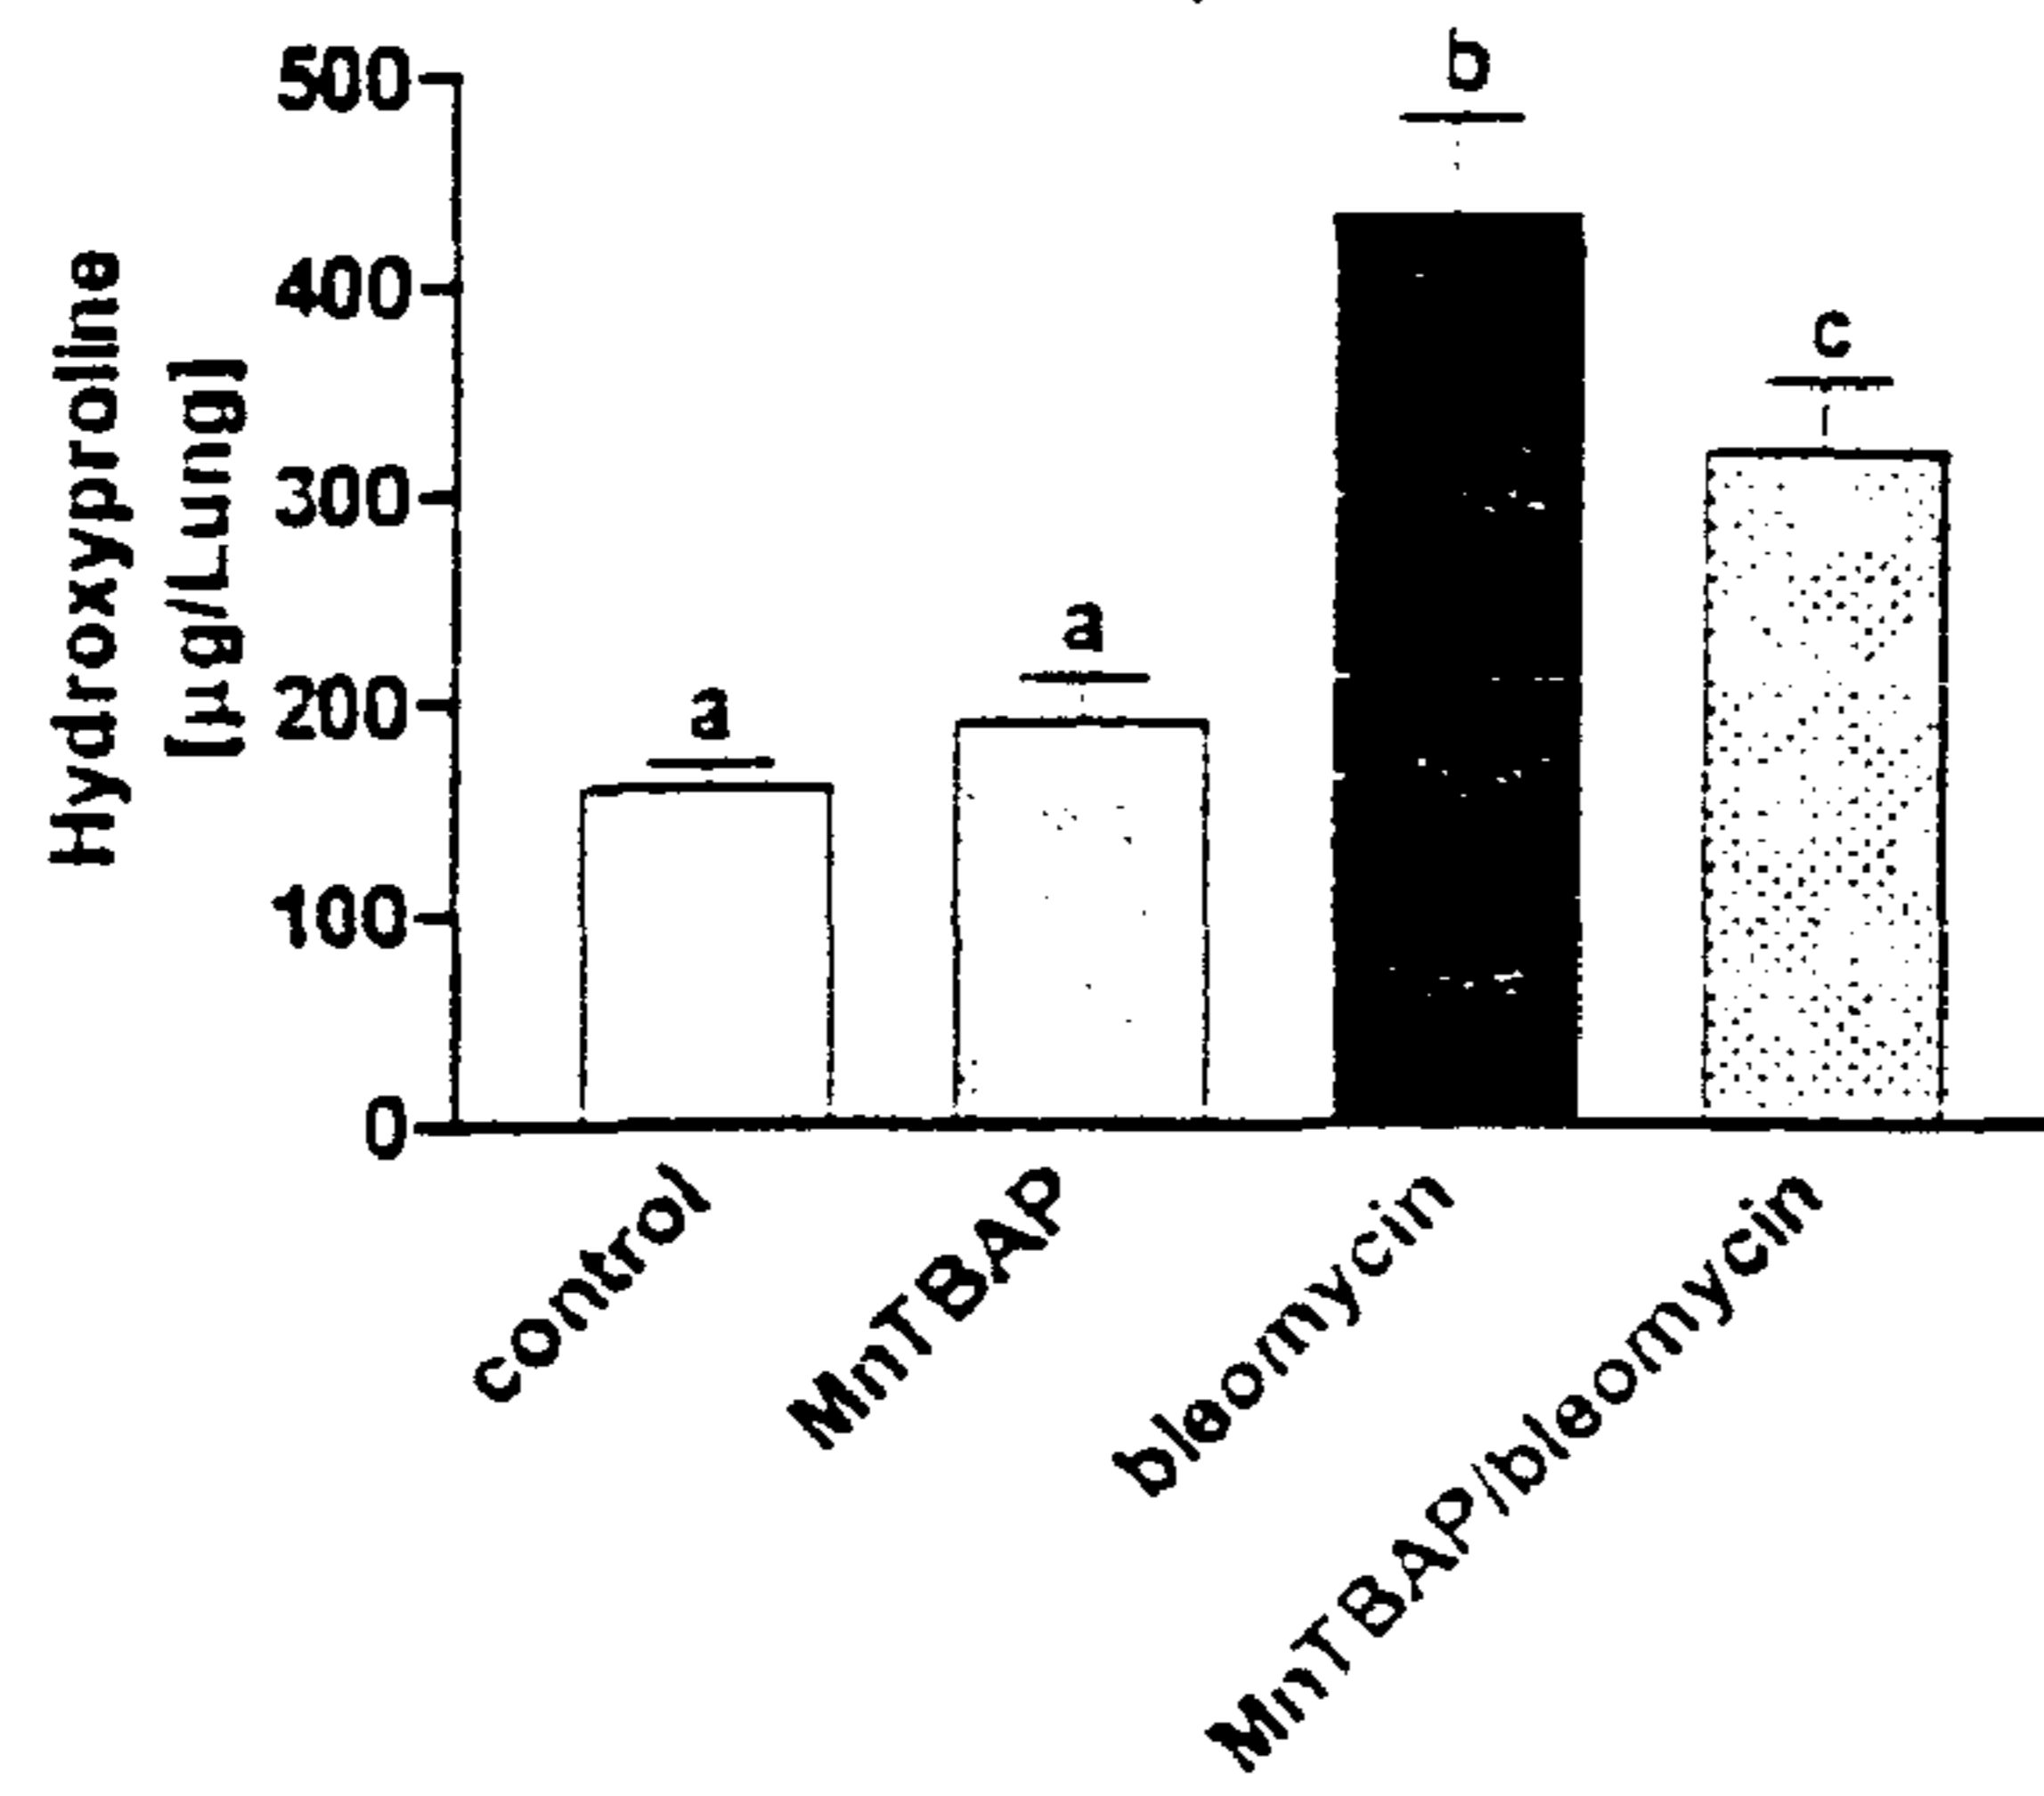 Hydroxyproline
[µg/Lung]
500
400
300
200
100
0
a
a
b
c
control
MnTBAP
bleomycin
MnTBAP/bleomycin